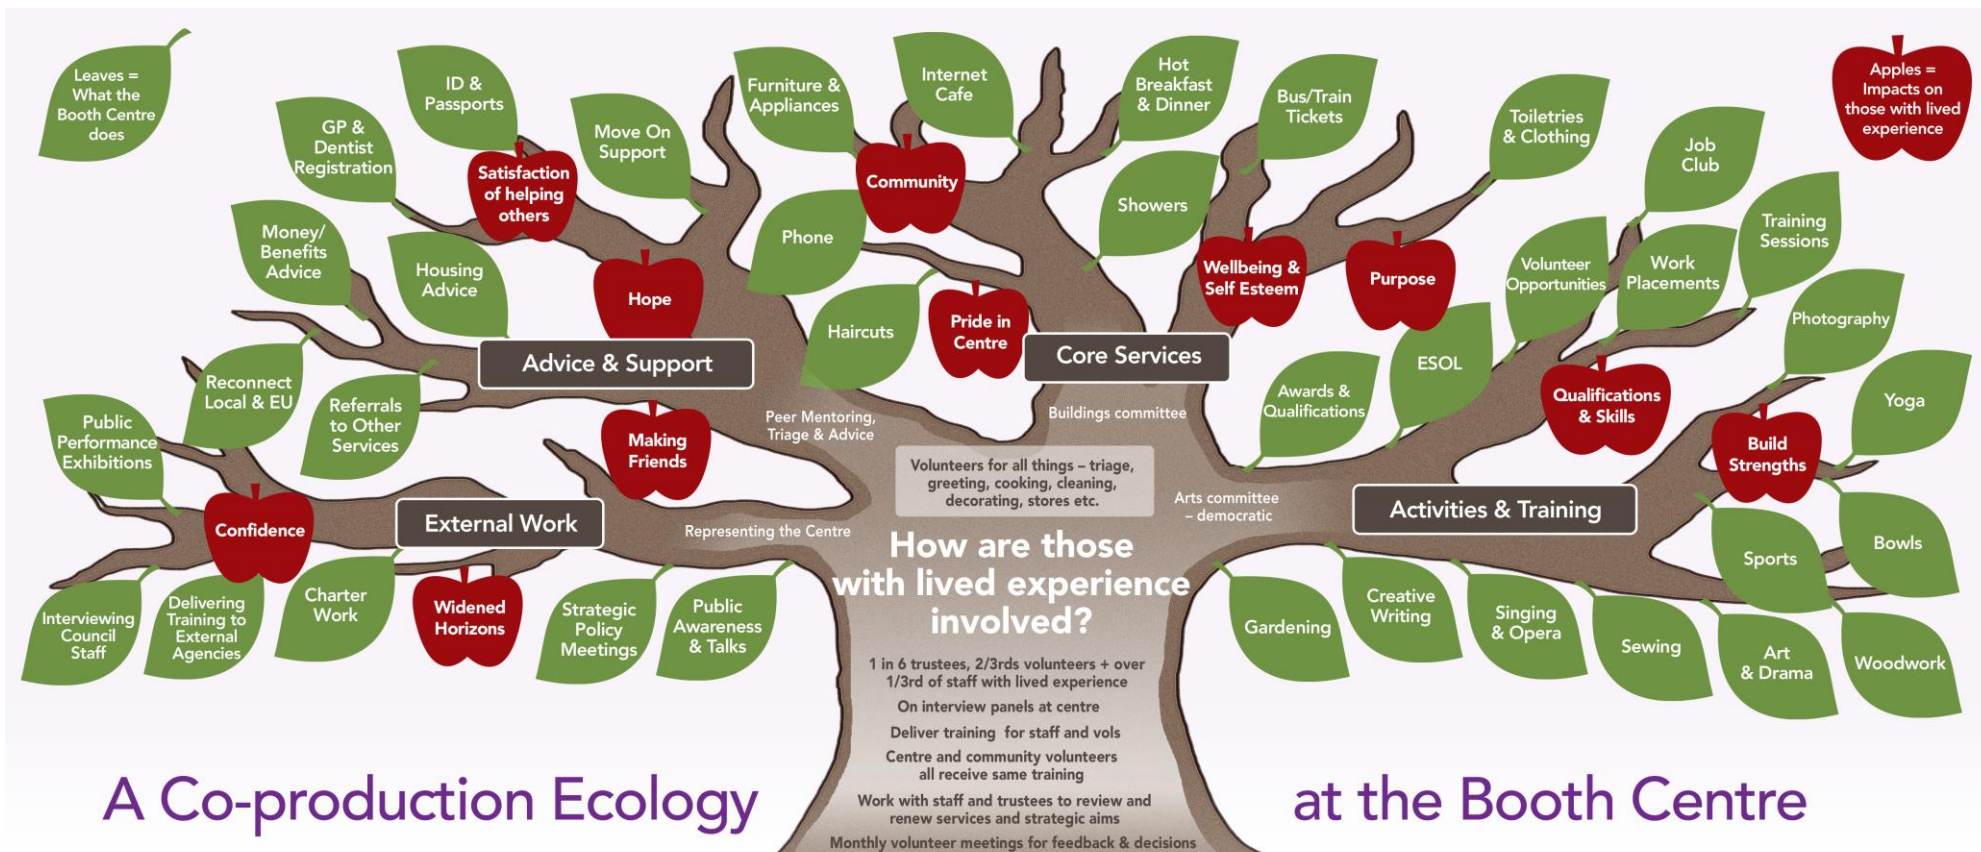 Leaves =
What the
Booth Centre
does
GP &
Dentist
Registration
ID &
Passports
Move On
Support
Satisfaction
of helping
others
Money/
Benefits
Advice
Housing
Advice
Hope
Reconnect
Local & EU
Referrals
to Other
Services
Advice & Support
Peer Mentoring,
Triage & Advice
Furniture &
Appliances
Internet
Cafe
Hot
Breakfast
& Dinner
Bus/Train
Tickets
Community
Phone
Showers
Haircuts
Pride in
Centre
Wellbeing &
Self Esteem
Purpose
Toiletries
& Clothing
Core Services
Buildings committee
Apples =
Impacts on
those with lived
experience
Job
Club
Training
Sessions
Volunteer
Opportunities
Work
Placements
Photography
ESOL
Awards &
Qualifications
Qualifications
& Skills
Yoga
Build
Strengths
Activities & Training
Arts committee
– democratic
Sports
Bowls
Gardening
Creative
Writing
Singing
& Opera
Sewing
Art
& Drama
Woodwork
Public
Performance
Exhibitions
Making
Friends
Confidence
External Work
Representing the Centre
Interviewing
Council
Staff
Delivering
Training to
External
Agencies
Charter
Work
Widened
Horizons
Strategic
Policy
Meetings
Public
Awareness
& Talks
Volunteers for all things – triage,
greeting, cooking, cleaning,
decorating, stores etc.
How are those
with lived experience
involved?
1 in 6 trustees, 2/3rds volunteers + over
1/3rd of staff with lived experience
On interview panels at centre
Deliver training for staff and vols
Centre and community volunteers
all receive same training
Work with staff and trustees to review and
renew services and strategic aims
Monthly volunteer meetings for feedback & decisions
A Co-production Ecology
at the Booth Centre